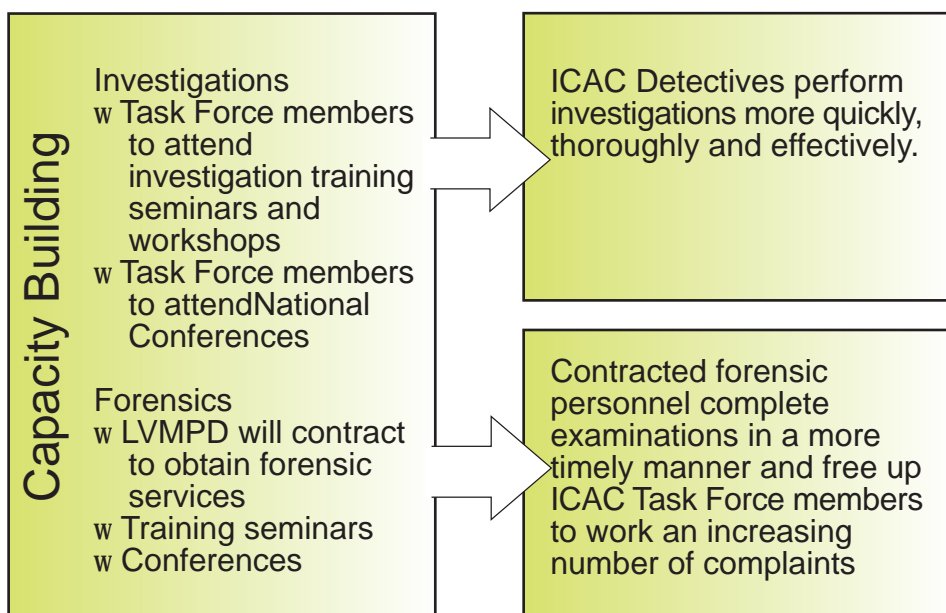 Capacity Building
Investigations
w Task Force members
to attend
investigation training
seminars and
workshops
w Task Force members
to attendNational
Conferences
Forensics
w LVMPD will contract
to obtain forensic
services
w Training seminars
w Conferences
ICAC Detectives perform
investigations more quickly,
thoroughly and effectively.
Contracted forensic
personnel complete
examinations in a more
timely manner and free up
ICAC Task Force members
to work an increasing
number of complaints